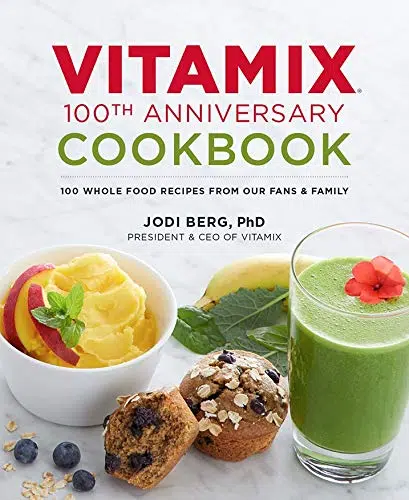 VITAMIX®
100TH ANNIVERSARY
COOKBOOK
100 WHOLE FOOD RECIPES FROM OUR FANS & FAMILY
JODI BERG, PhD
PRESIDENT & CEO OF VITAMIX